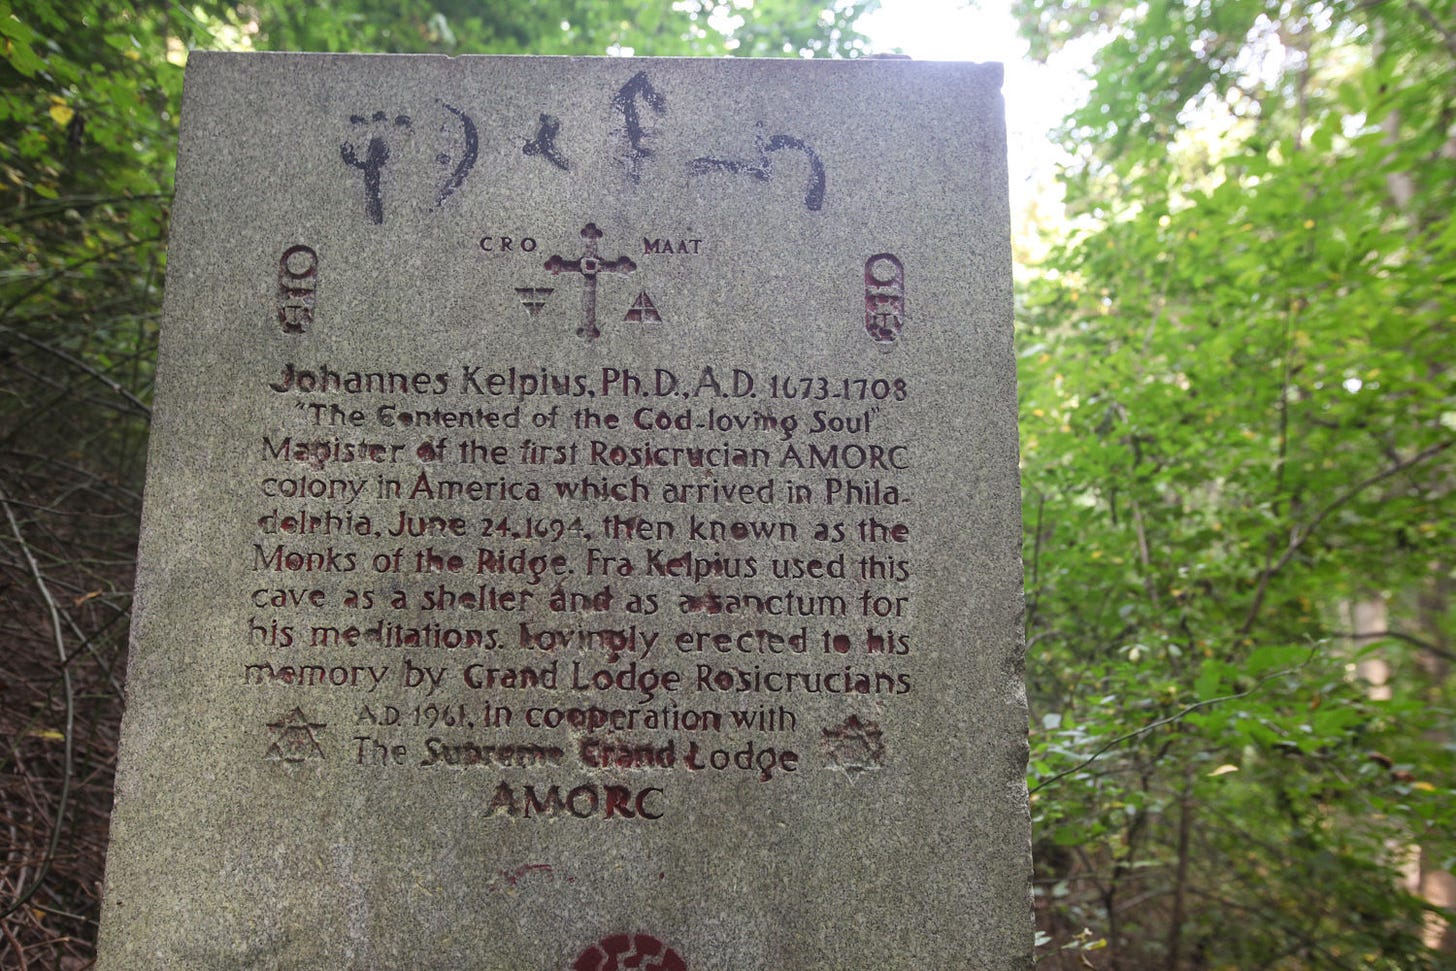 CRO MAAT
Johannes Kelpius, Ph.D., A.D. 1673-1708
"The Contented of the God-loving Soul"
Magister of the first Rosicrucian AMORC
colony in America which arrived in Phila-
delphia, June 24, 1694, then known as the
Monks of the Ridge. Fra Kelpius used this
cave as a shelter and as a sanctum for
his meditations. Lovingly erected to his
memory by Grand Lodge Rosicrucians
A.D. 1961, in cooperation with
The Supreme Grand Lodge
AMORC